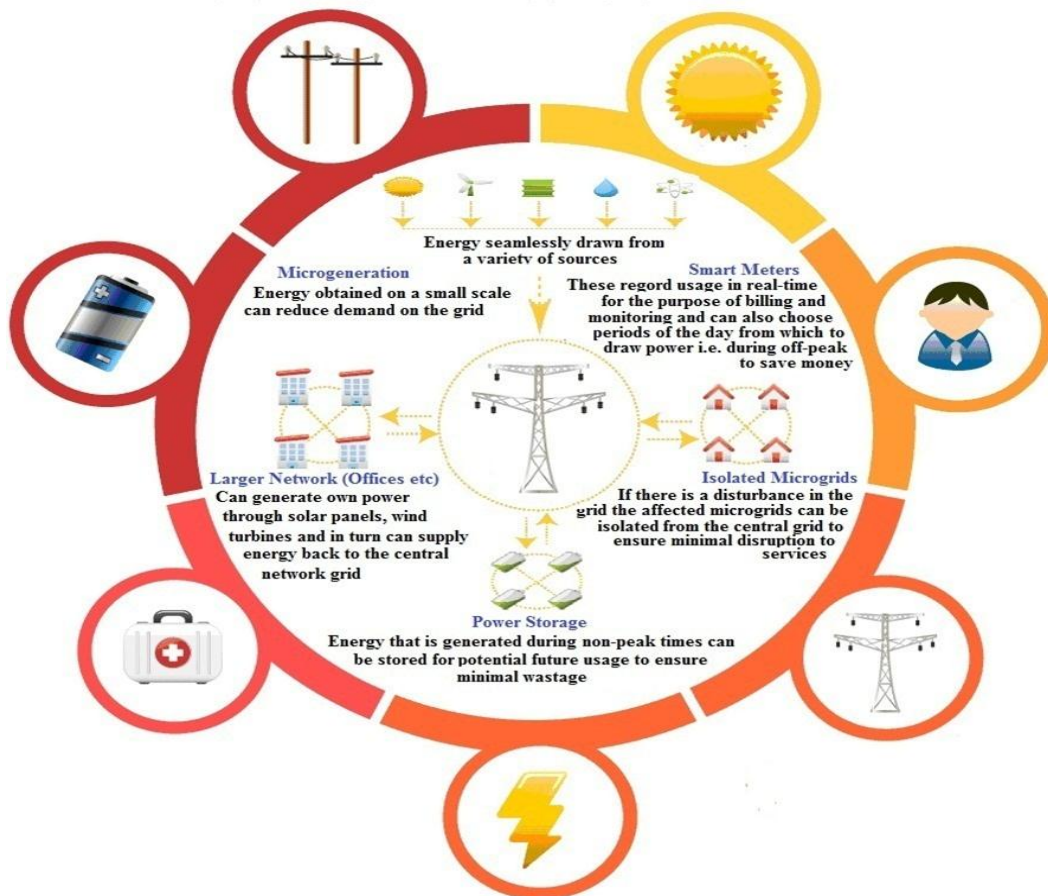 Energy seamlessly drawn from
a variety of sources
Microgeneration
Energy obtained on a small scale
can reduce demand on the grid
Smart Meters
These regord usage in real-time
for the purpose of billing and
monitoring and can also choose
periods of the day from which to
draw power i.e. during off-peak
to save money
Larger Network (Offices etc)
Can generate own power
through solar panels, wind
turbines and in turn can supply
energy back to the central
network grid
Isolated Microgrids
If there is a disturbance in the
grid the affected microgrids can be
isolated from the central grid to
ensure minimal disruption to
services
Power Storage
Energy that is generated during non-peak times can
be stored for potential future usage to ensure
minimal wastage